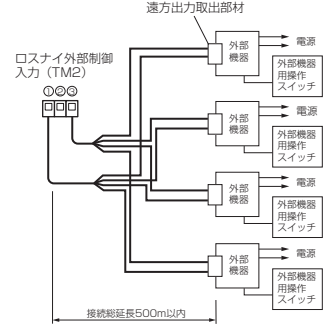 遠方出力取出部材
ロスナイ外部制御
入力（TM2）
①②③
外部
機器
電源
外部機器
用操作
スイッチ
外部
機器
電源
外部機器
用操作
スイッチ
外部
機器
電源
外部機器
用操作
スイッチ
外部
機器
電源
外部機器
用操作
スイッチ
接続総延長500m以内